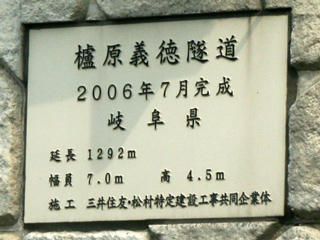 櫨原義徳隧道
2006年7月完成
岐阜県
延長 1292m
幅員 7.0m 高 4.5m
施工 三井住友・松村特定建設工事共同企業体